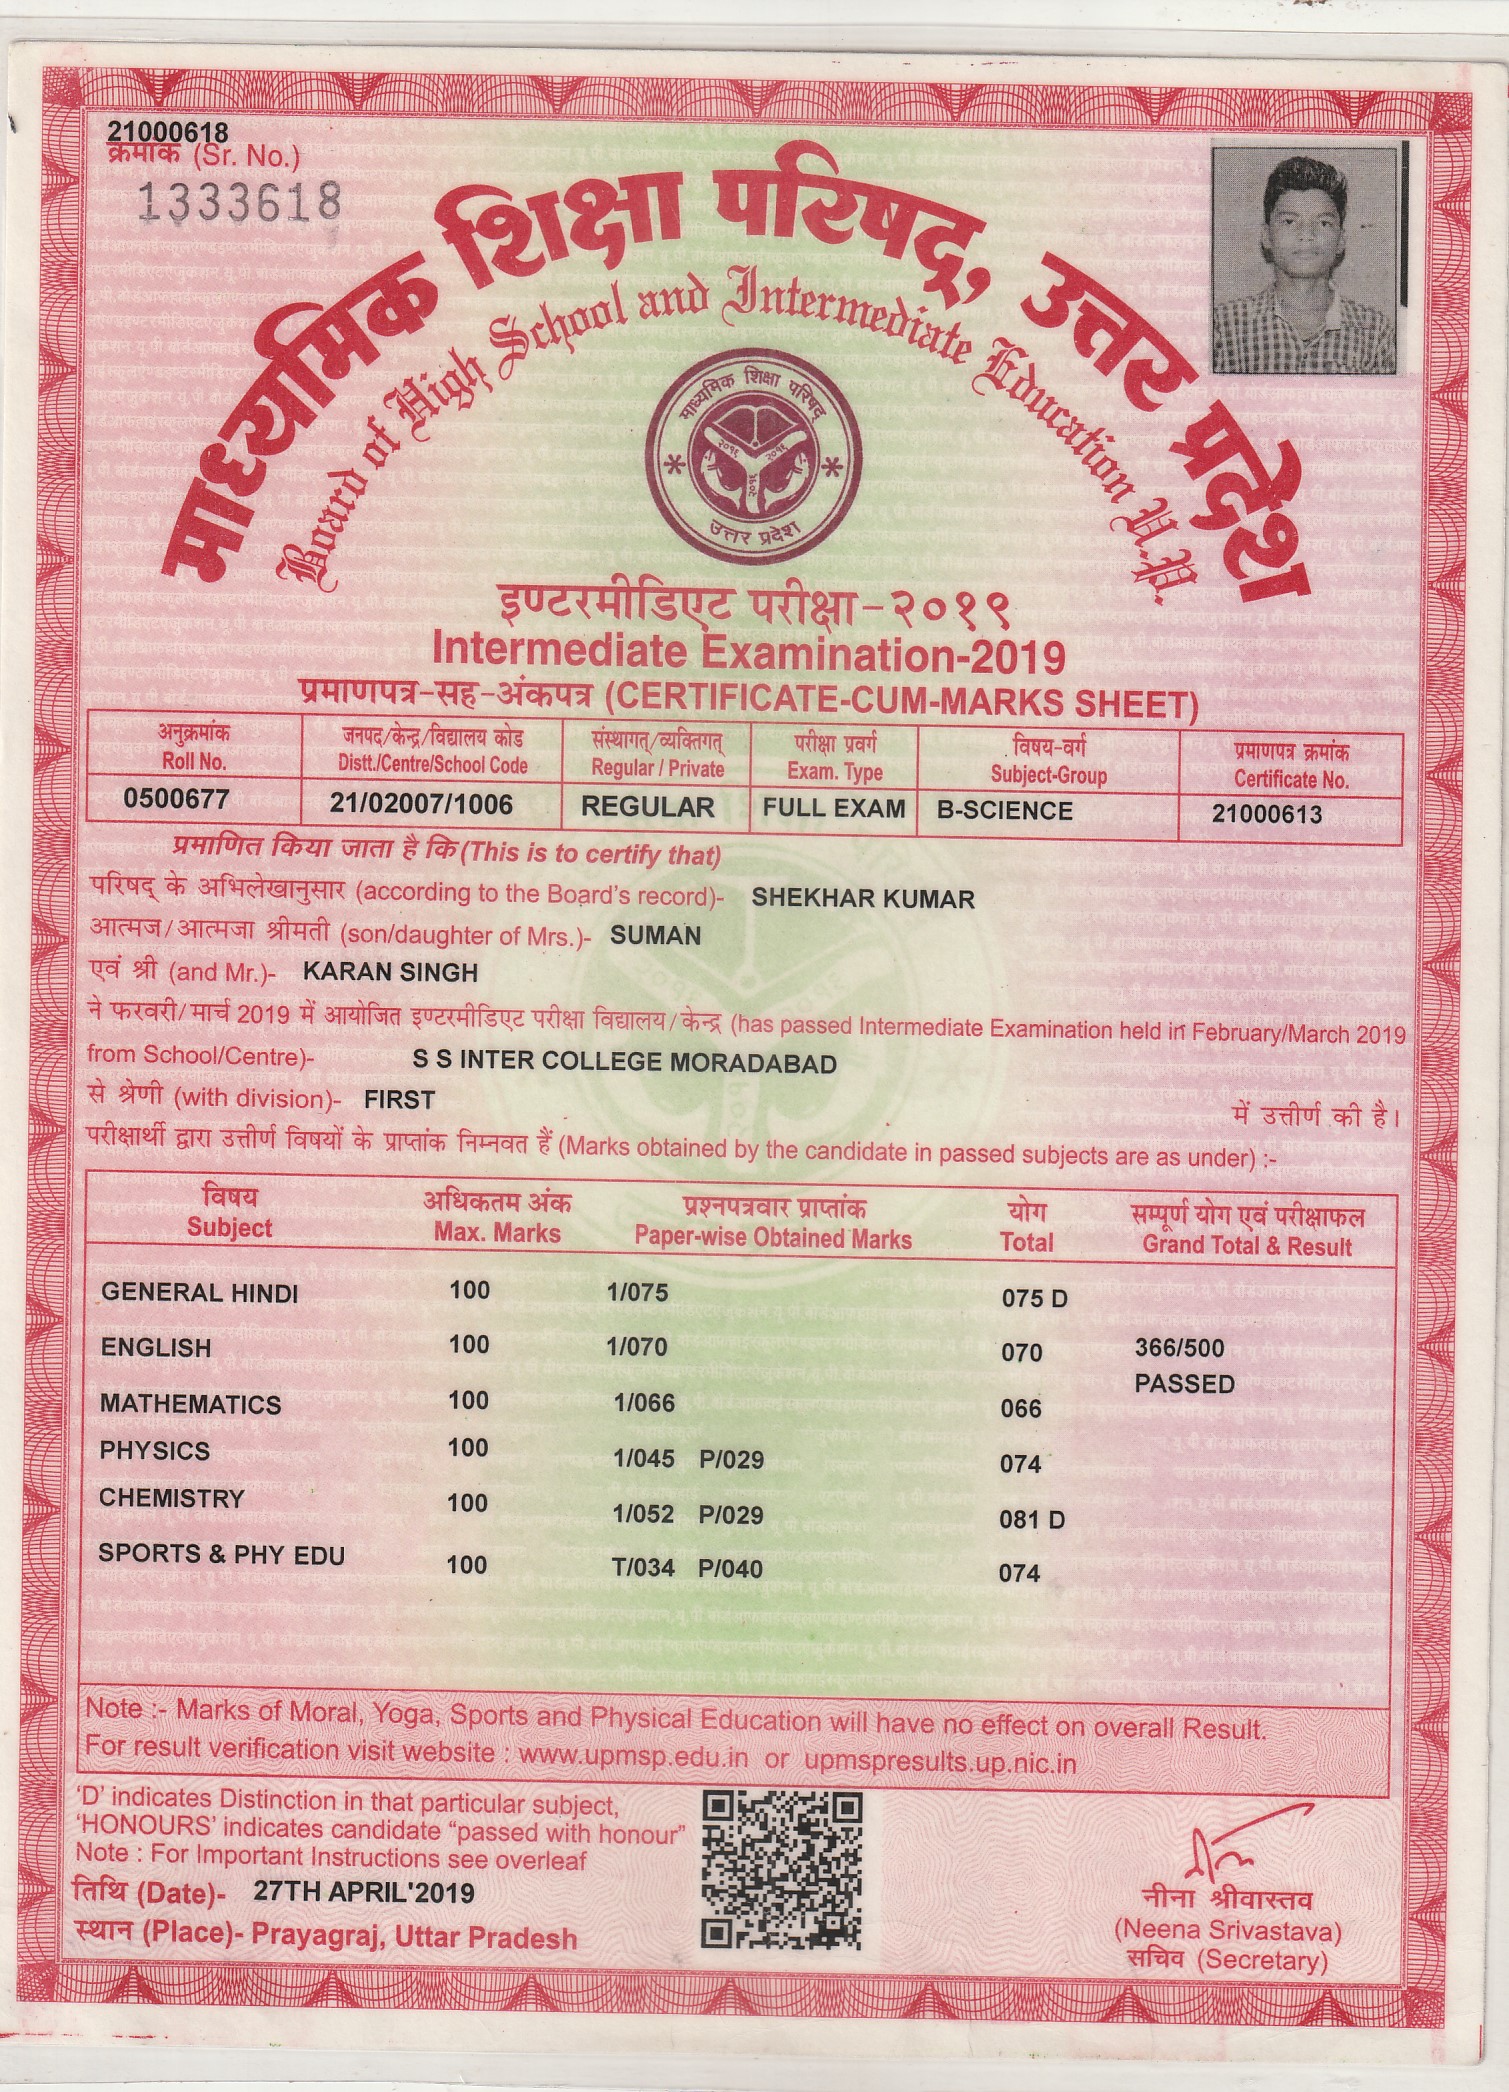 21000618
क्रमांक (Sr. No.)
1333618
माध्यमिक शिक्षा परिषद्, उत्तर प्रदेश
Board of High School and Intermediate Education U.P.
माध्यमिक शिक्षा परिषद्
२०१६ २०१६
२०१६
उत्तर प्रदेश
इण्टरमीडिएट परीक्षा-२०१९
Intermediate Examination-2019
प्रमाणपत्र-सह-अंकपत्र (CERTIFICATE-CUM-MARKS SHEET)
अनुक्रमांक जनपद/केन्द्र/विद्यालय कोड संस्थागत्/व्यक्तिगत् परीक्षा प्रवर्ग विषय-वर्ग प्रमाणपत्र क्रमांक
Roll No. Distt./Centre/School Code Regular / Private Exam. Type Subject-Group Certificate No.
0500677 21/02007/1006 REGULAR FULL EXAM B-SCIENCE 21000613
प्रमाणित किया जाता है कि (This is to certify that)
परिषद् के अभिलेखानुसार (according to the Board's record)- SHEKHAR KUMAR
आत्मज/आत्मजा श्रीमती (son/daughter of Mrs.)- SUMAN
एवं श्री (and Mr.)- KARAN SINGH
ने फरवरी/मार्च 2019 में आयोजित इण्टरमीडिएट परीक्षा विद्यालय/केन्द्र (has passed Intermediate Examination held in February/March 2019
from School/Centre)- S S INTER COLLEGE MORADABAD
से श्रेणी (with division)- FIRST में उत्तीर्ण की है।
परीक्षार्थी द्वारा उत्तीर्ण विषयों के प्राप्तांक निम्नवत हैं (Marks obtained by the candidate in passed subjects are as under) :-
विषय अधिकतम अंक प्रश्नपत्रवार प्राप्तांक योग सम्पूर्ण योग एवं परीक्षाफल
Subject Max. Marks Paper-wise Obtained Marks Total Grand Total & Result
GENERAL HINDI 100 1/075 075 D
ENGLISH 100 1/070 070 366/500
PASSED
MATHEMATICS 100 1/066 066
PHYSICS 100 1/045 P/029 074
CHEMISTRY 100 1/052 P/029 081 D
SPORTS & PHY EDU 100 T/034 P/040 074
Note :- Marks of Moral, Yoga, Sports and Physical Education will have no effect on overall Result.
For result verification visit website : www.upmsp.edu.in or upmspresults.up.nic.in
'D' indicates Distinction in that particular subject,
'HONOURS' indicates candidate "passed with honour"
Note : For Important Instructions see overleaf
तिथि (Date)- 27TH APRIL'2019
स्थान (Place)- Prayagraj, Uttar Pradesh
नीना श्रीवास्तव
(Neena Srivastava)
सचिव (Secretary)